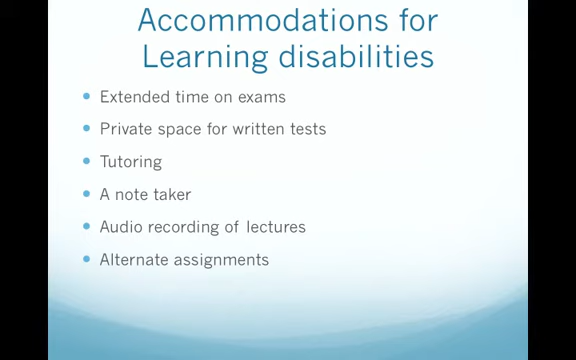 Accommodations for
Learning disabilities
Extended time on exams
Private space for written tests
Tutoring
A note taker
Audio recording of lectures
Alternate assignments